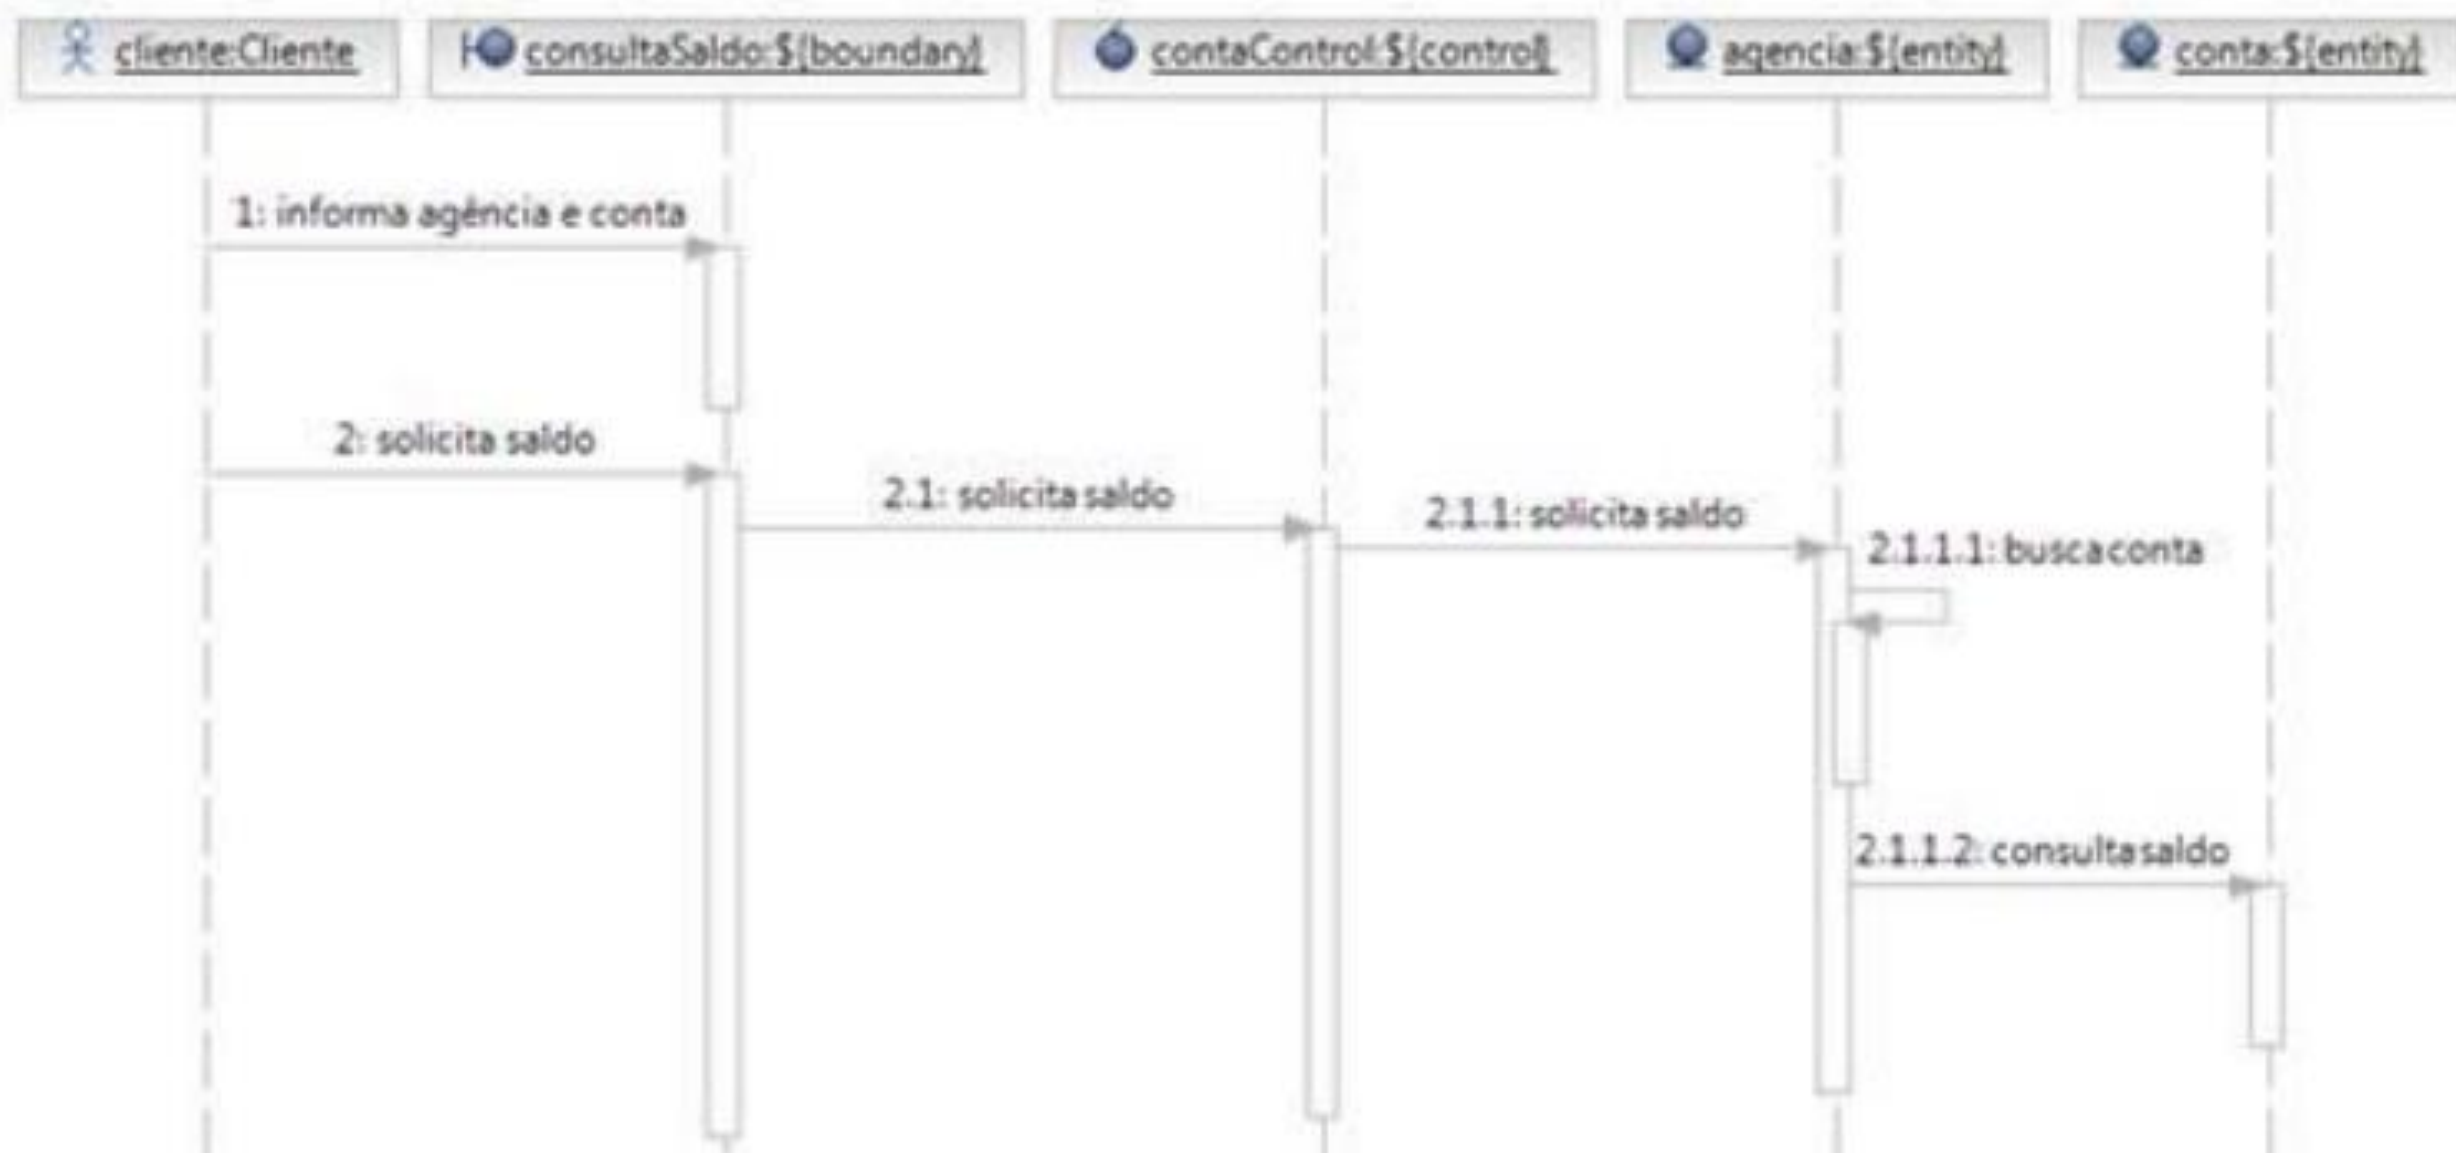 cliente:Cliente
consultaSaldo:${boundary}
contaControl:${control}
agencia:${entity}
conta:${entity}
1: informa agência e conta
2: solicita saldo
2.1: solicita saldo
2.1.1: solicita saldo
2.1.1.1: busca conta
2.1.1.2: consulta saldo